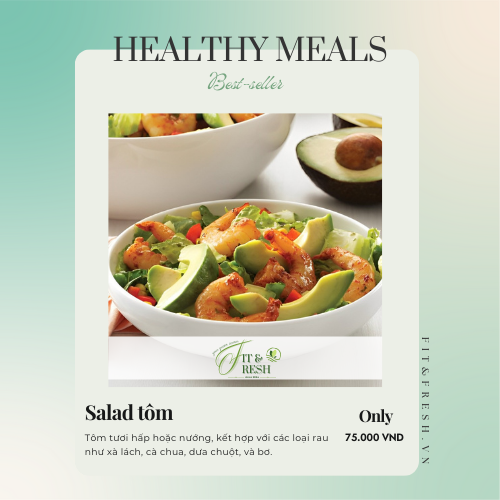 HEALTHY MEALS
Best-seller
FIT &
FRESH
Salad tôm
Tôm tươi hấp hoặc nướng, kết hợp với các loại rau
như xà lách, cà chua, dưa chuột, và bơ.
Only
75.000 VND
FIT&FRESH.VN